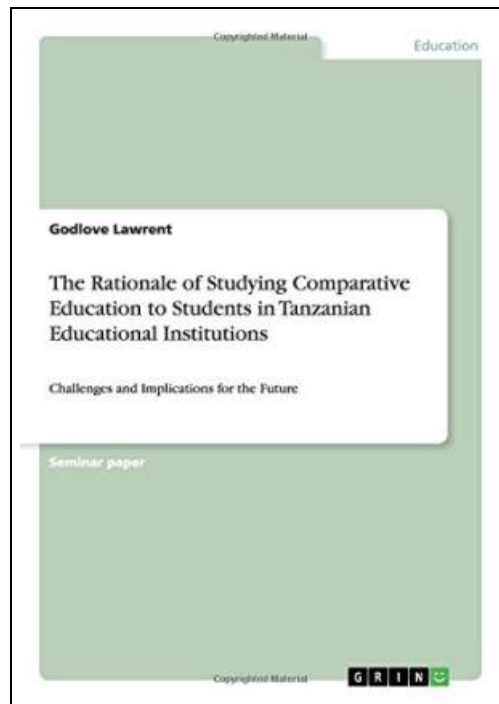 Copyrighted Material
Education
Godlove Lawrent
The Rationale of Studying Comparative
Education to Students in Tanzanian
Educational Institutions
Challenges and Implications for the Future
Seminar paper
Copyrighted Material
GRIN